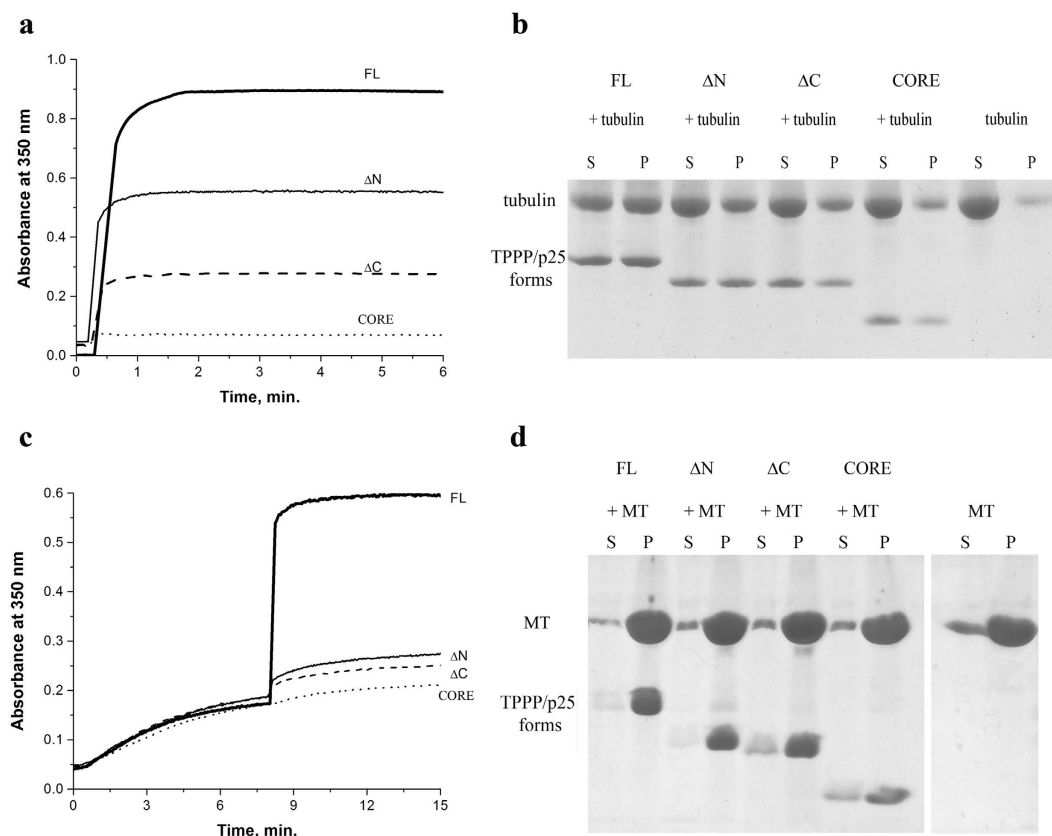 a
Absorbance at 350 nm
1.0
0.8
0.6
0.4
0.2
0.0
FL
ΔN
ΔC
CORE
0 1 2 3 4 5 6
Time, min.
b
FL ΔN ΔC CORE
+ tubulin + tubulin + tubulin + tubulin tubulin
S P S P S P S P S P
tubulin
TPPP/p25
forms
c
Absorbance at 350 nm
0.6
0.5
0.4
0.3
0.2
0.1
0.0
FL
ΔN
ΔC
CORE
0 3 6 9 12 15
Time, min.
d
FL ΔN ΔC CORE
+ MT + MT + MT + MT MT
S P S P S P S P S P
MT
TPPP/p25
forms